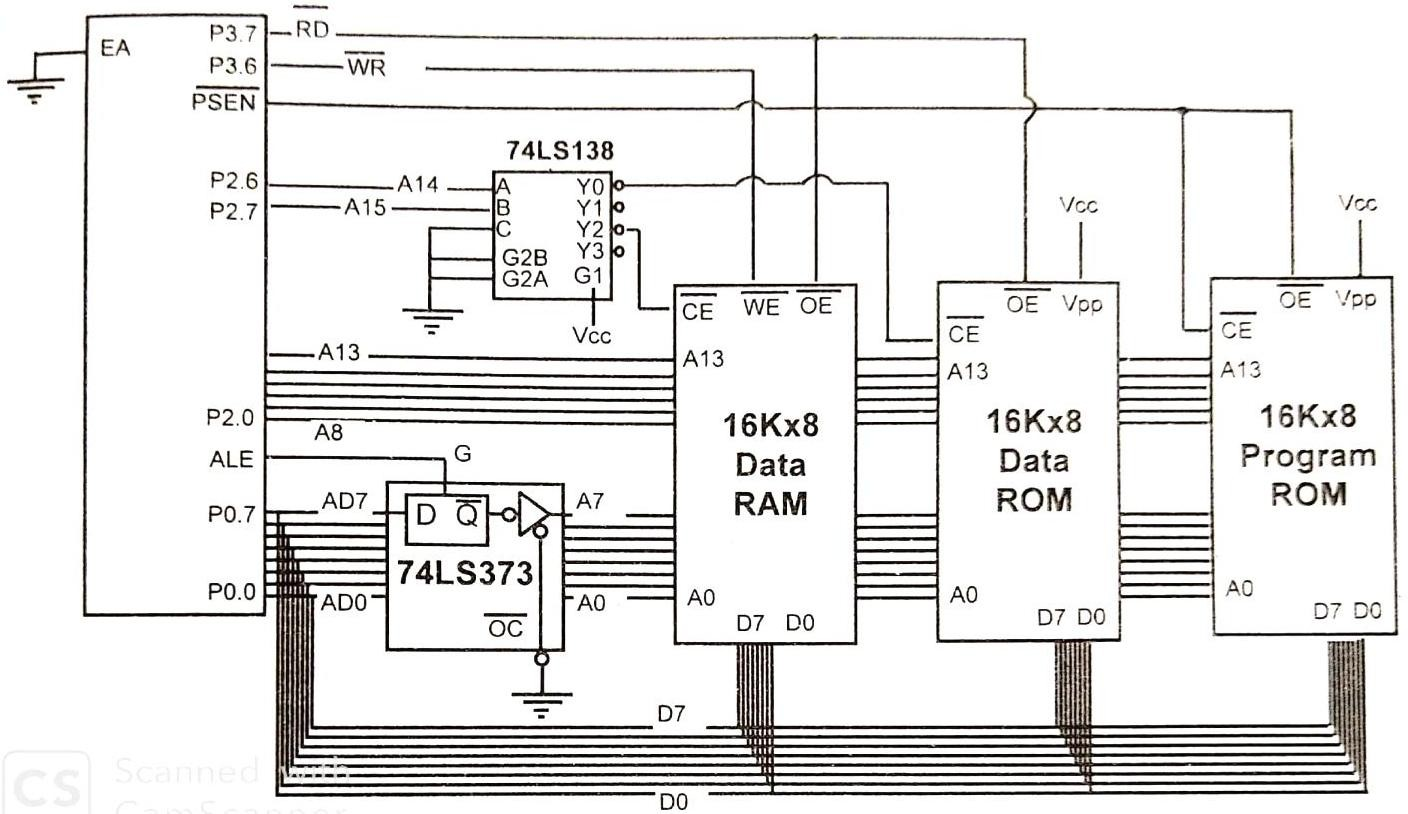 EA
P3.7
RD
P3.6
WR
PSEN
74LS138
P2.6
A14
A
Y0
P2.7
A15
B
Y1
C
Y2
Y3
G2B
G2A
G1
Vcc
Vcc
Vcc
CE
WE
OE
OE
Vpp
OE
Vpp
CE
CE
A13
A13
A13
A13
P2.0
A8
16Kx8
Data
RAM
16Kx8
Data
ROM
16Kx8
Program
ROM
ALE
G
P0.7
AD7
D
Q
A7
74LS373
P0.0
AD0
OC
A0
A0
A0
A0
D7 D0
D7 D0
D7 D0
D7
D0
CS
Scanned with
CamScanner